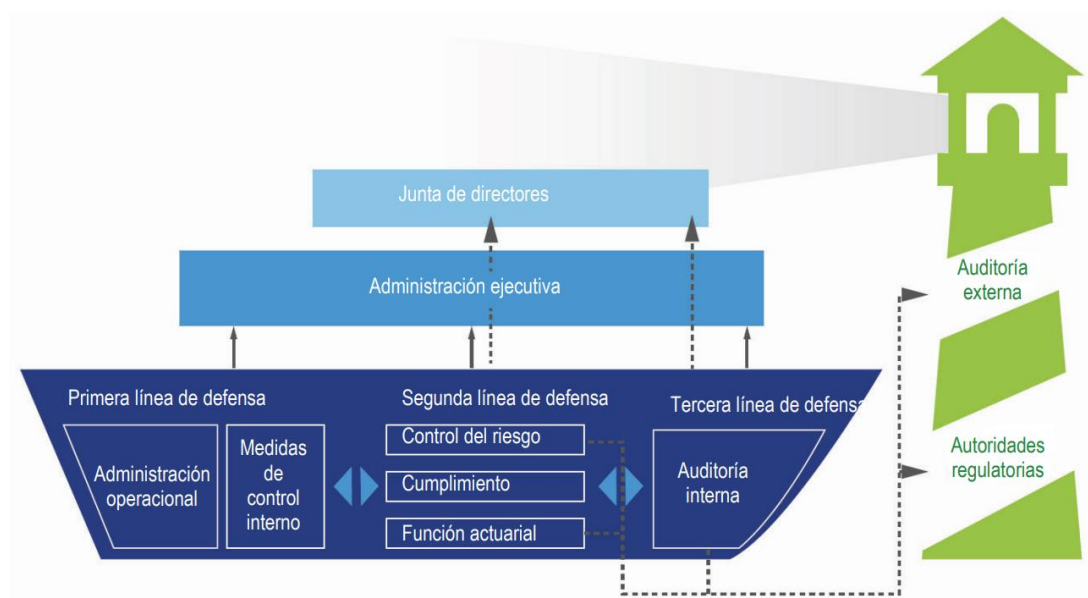 Junta de directores
Administración ejecutiva
Primera línea de defensa
Administración
operacional
Medidas
de
control
interno
Segunda línea de defensa
Control del riesgo
Cumplimiento
Función actuarial
Tercera línea de defensa
Auditoría
interna
Auditoría
externa
Autoridades
regulatorias